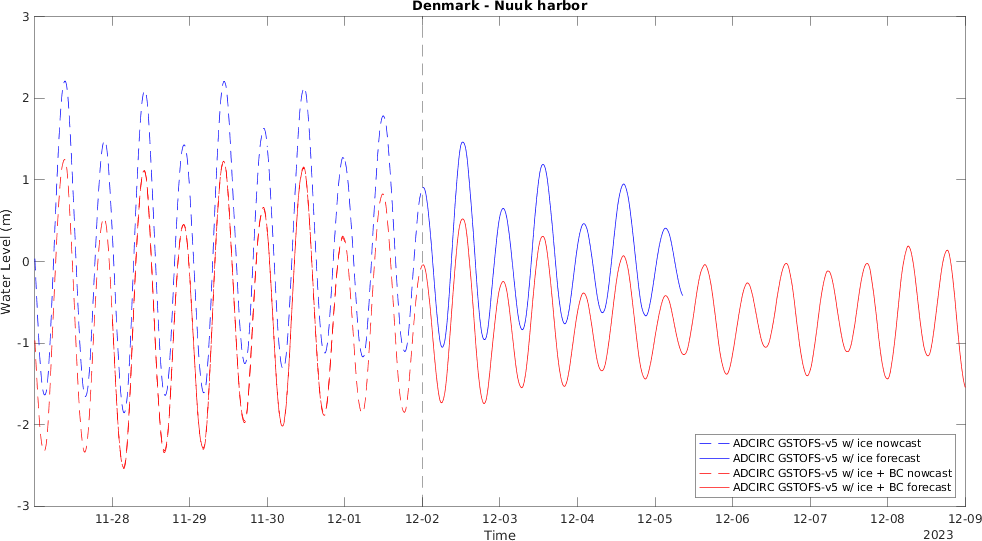 Denmark - Nuuk harbor
3
2
1
0
-1
-2
-3
Water Level (m)
11-28 11-29 11-30 12-01 12-02 12-03 12-04 12-05 12-06 12-07 12-08 12-09
Time
2023
ADCIRC GSTOFS-v5 w/ ice nowcast
ADCIRC GSTOFS-v5 w/ ice forecast
ADCIRC GSTOFS-v5 w/ ice + BC nowcast
ADCIRC GSTOFS-v5 w/ ice + BC forecast